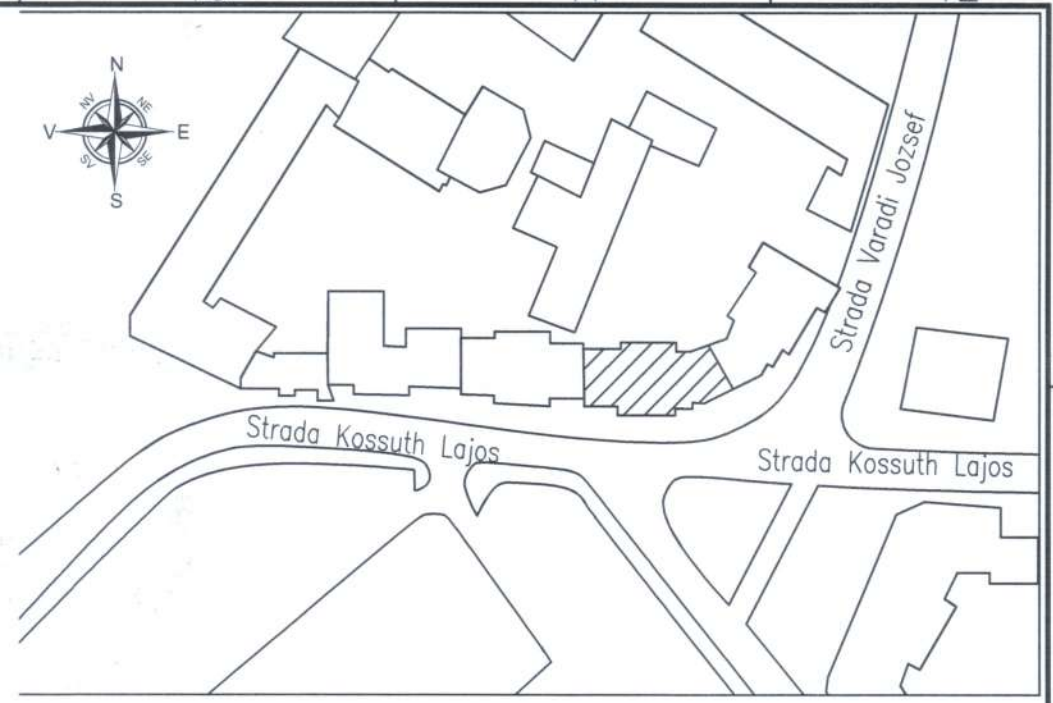 N
NV
NE
V
E
SV
SE
S
Strada Varadi Jozsef
Strada Kossuth Lajos
Strada Kossuth Lajos